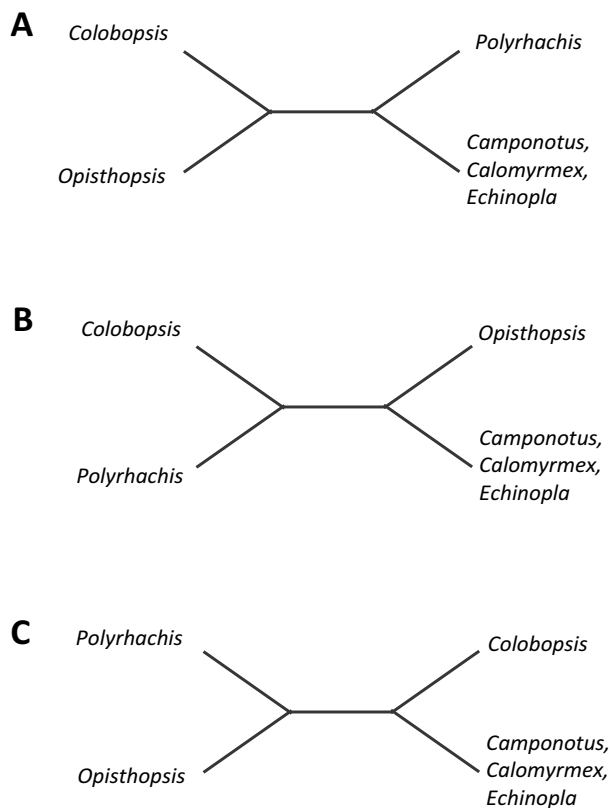 A
Colobopsis
Polyrhachis
Opisthopsis
Camponotus,
Calomyrmex,
Echinopla
B
Colobopsis
Opisthopsis
Polyrhachis
Camponotus,
Calomyrmex,
Echinopla
C
Polyrhachis
Colobopsis
Opisthopsis
Camponotus,
Calomyrmex,
Echinopla